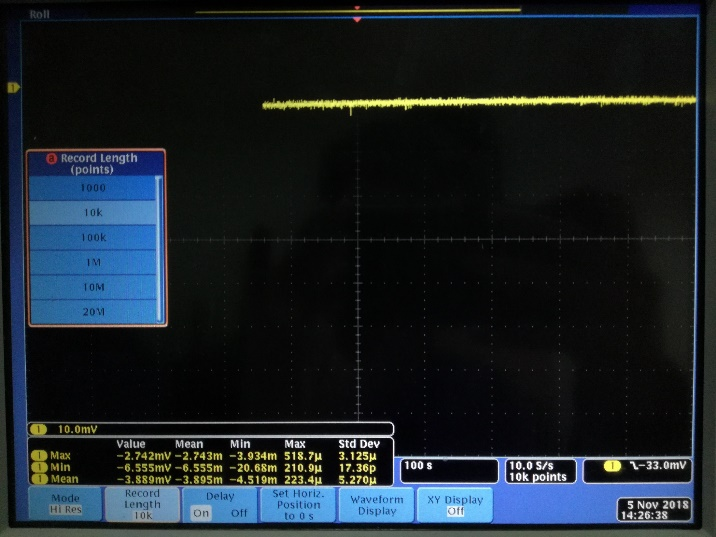 Roll
1
a Record Length
(points)
1000
10k
100k
1M
10M
20M
1 10.0mV
Value Mean Min Max Std Dev
1 Max −2.742mV −2.743m −3.934m 518.7µ 3.125µ
1 Min −6.555mV −6.555m −20.68m 210.9µ 17.36p
1 Mean −3.889mV −3.895m −4.519m 223.4µ 5.270µ
100 s
10.0 S/s
10k points
1 −33.0mV
Mode
Hi Res
Record
Length
10k
Delay
On Off
Set Horiz.
Position
to 0 s
Waveform
Display
XY Display
Off
5 Nov 2018
14:26:38